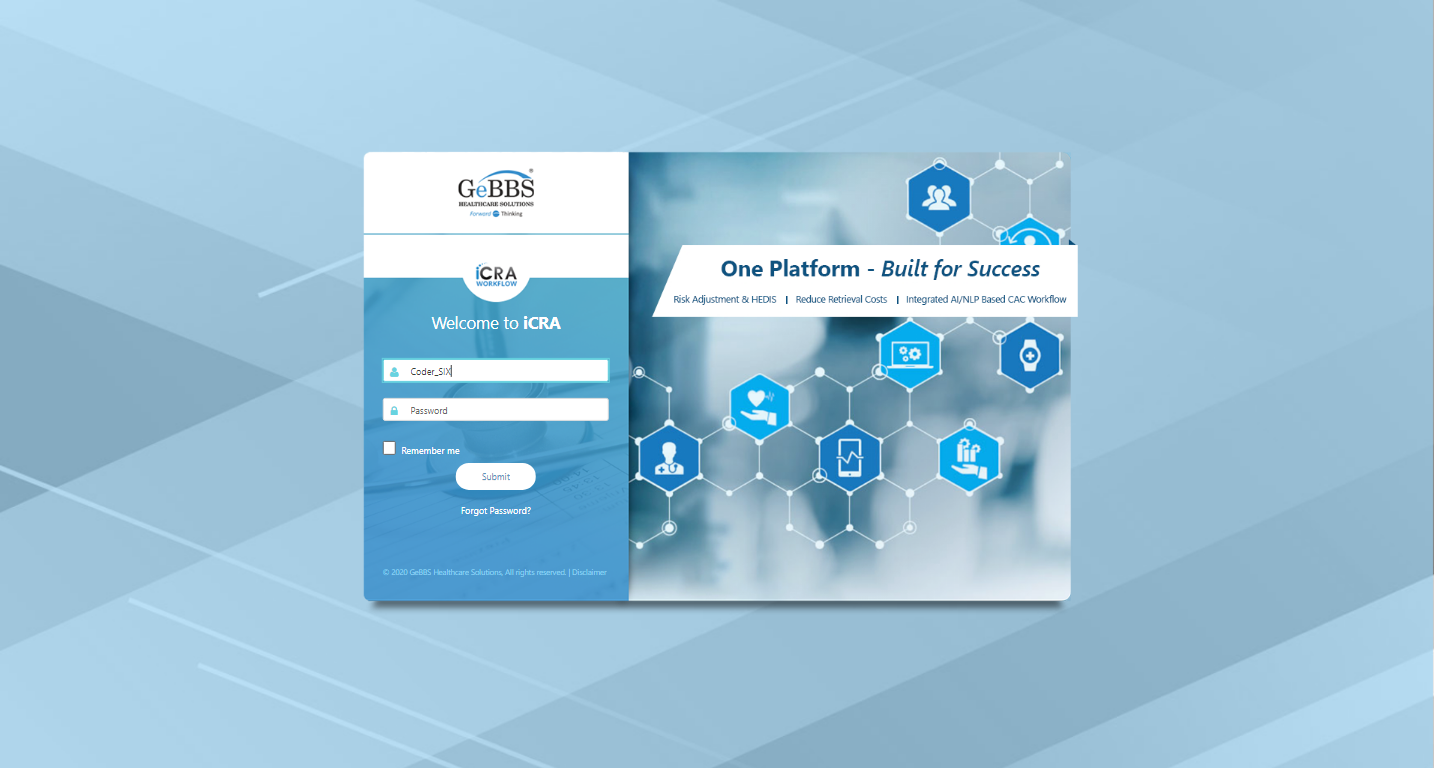 GeBBS®
HEALTHCARE SOLUTIONS
Forward Thinking
iCRA
WORKFLOW
Welcome to iCRA
Coder_SIX
Password
Remember me
Submit
Forgot Password?
© 2020 GeBBS Healthcare Solutions, All rights reserved. | Disclaimer
One Platform - Built for Success
Risk Adjustment & HEDIS | Reduce Retrieval Costs | Integrated AI/NLP Based CAC Workflow